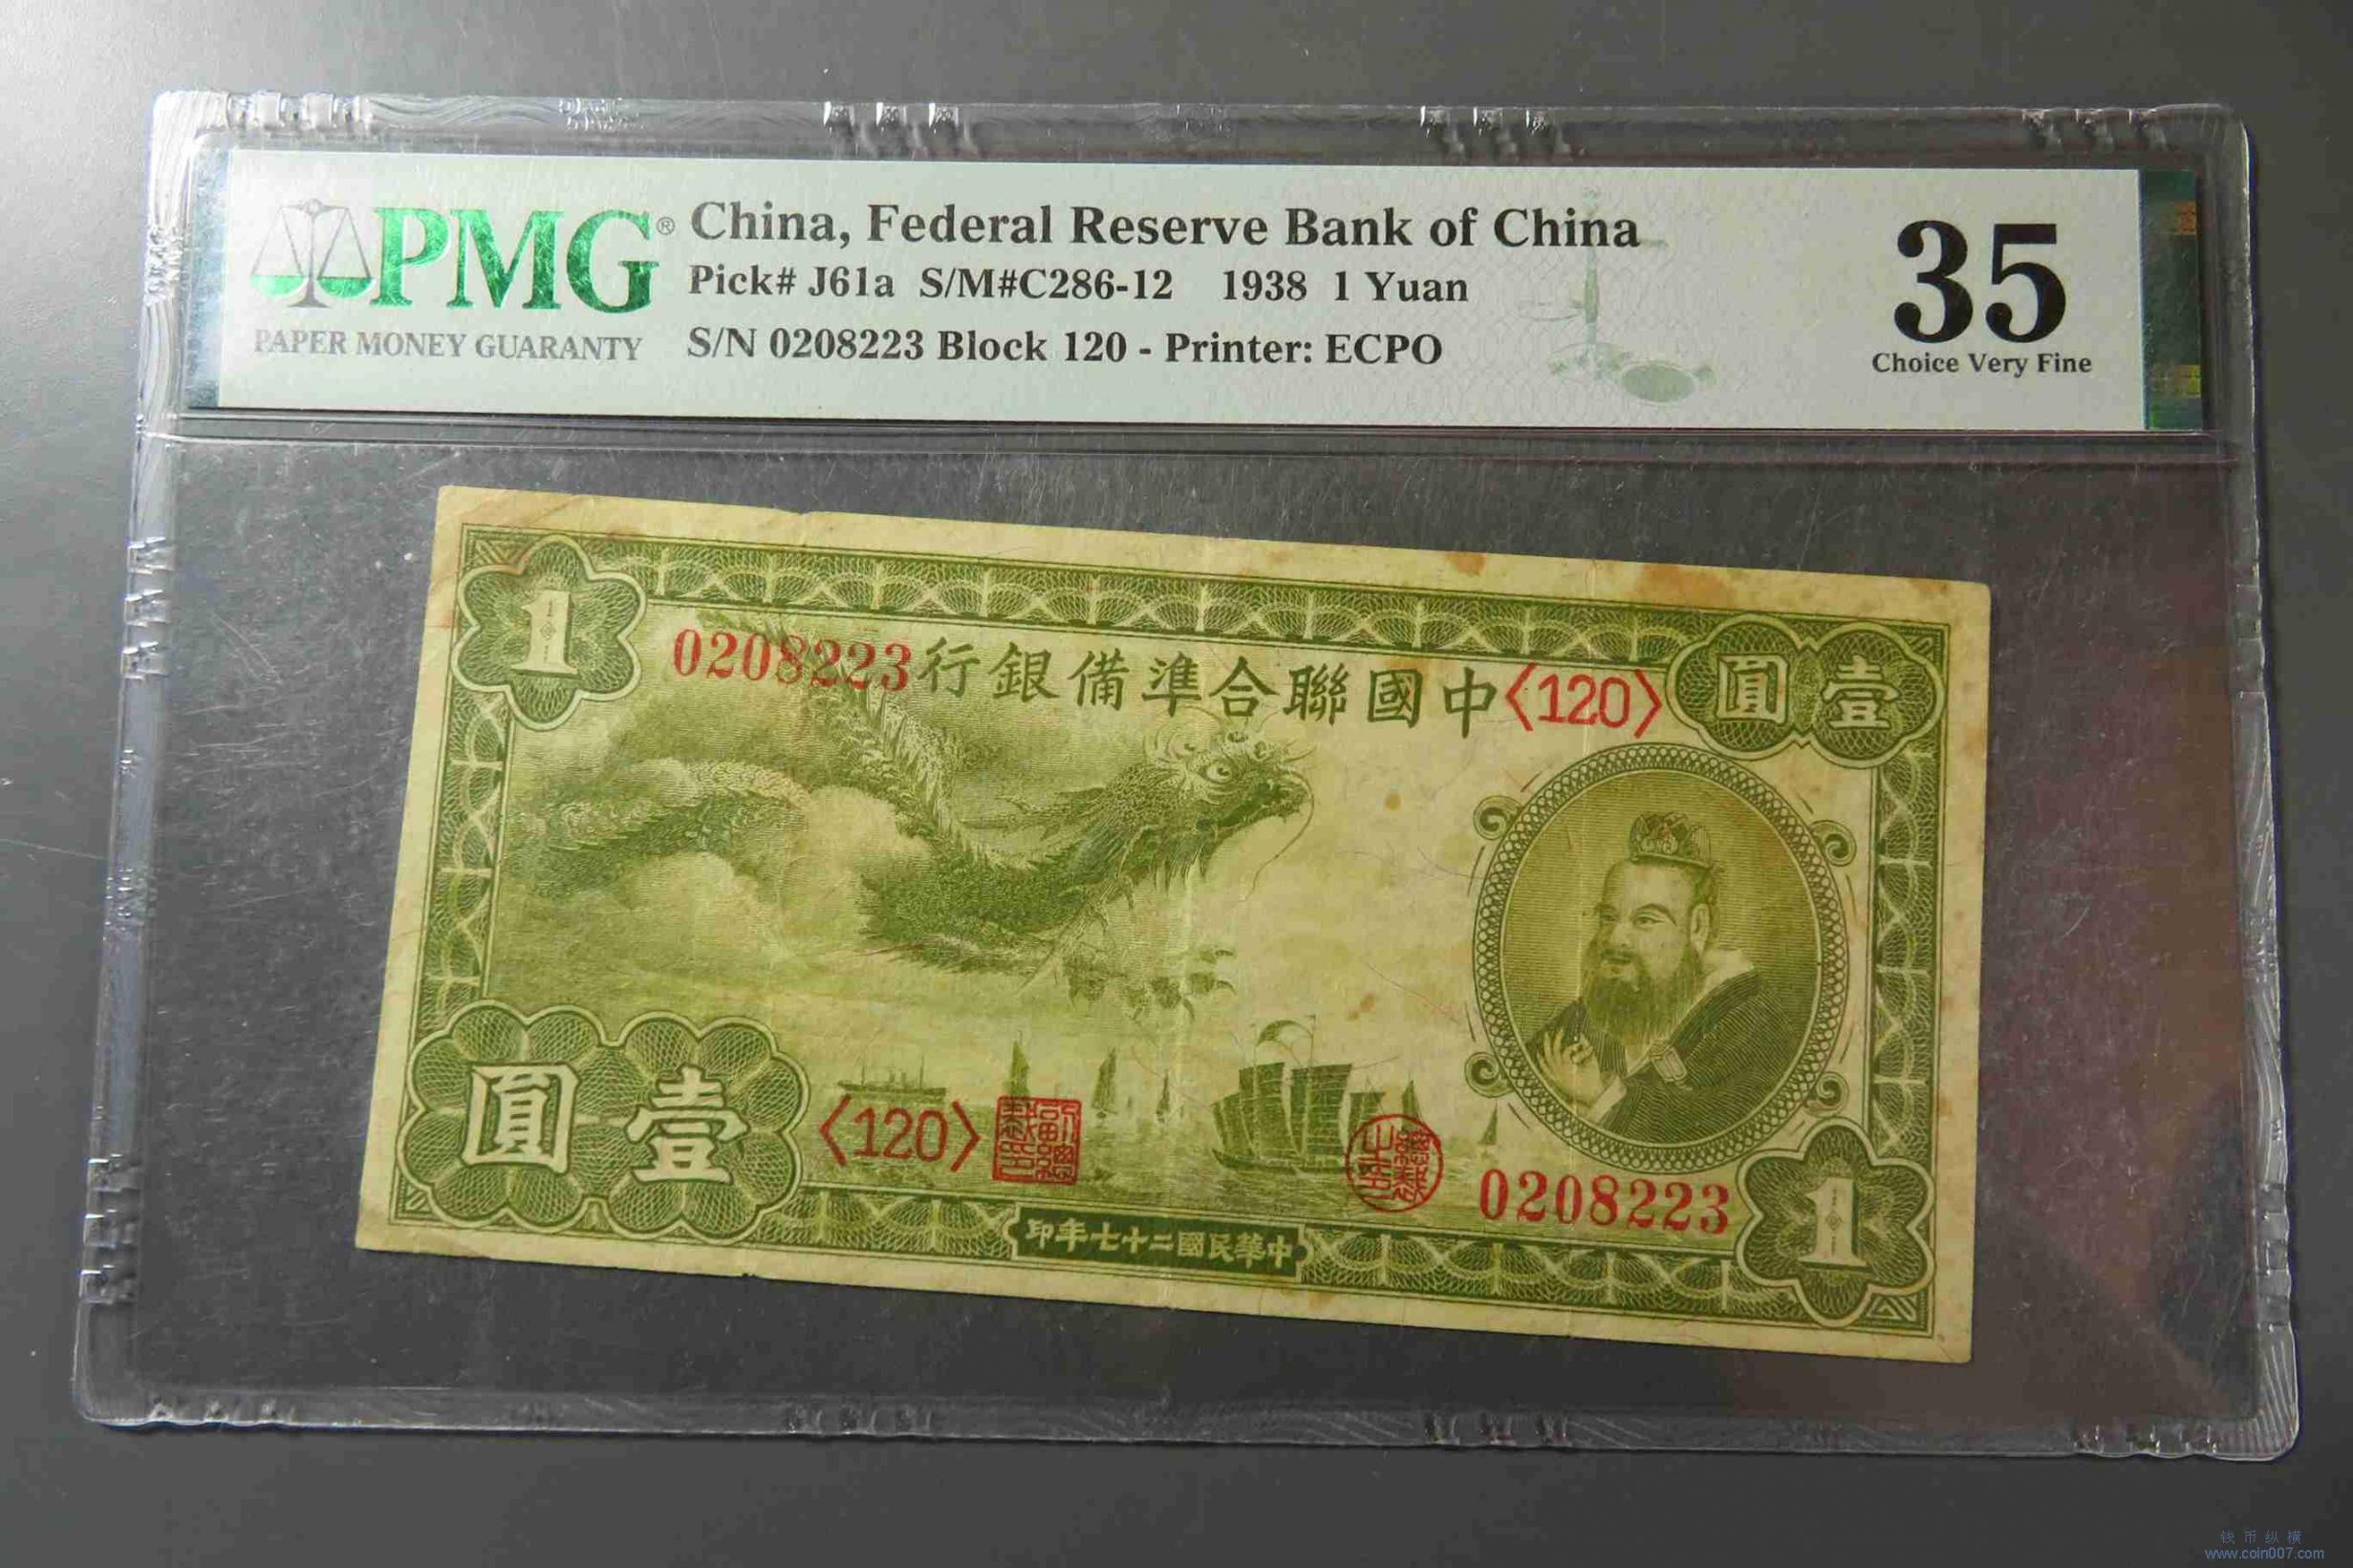 PMG®
PAPER MONEY GUARANTY
China, Federal Reserve Bank of China
Pick# J61a S/M#C286-12 1938 1 Yuan
S/N 0208223 Block 120 - Printer: ECPO
35
Choice Very Fine
1
0208223
行銀備準合聯國中
〈120〉
圓壹
圓壹
〈120〉
0208223
1
印年七十二國民華中
钱币纵横
www.coin007.com